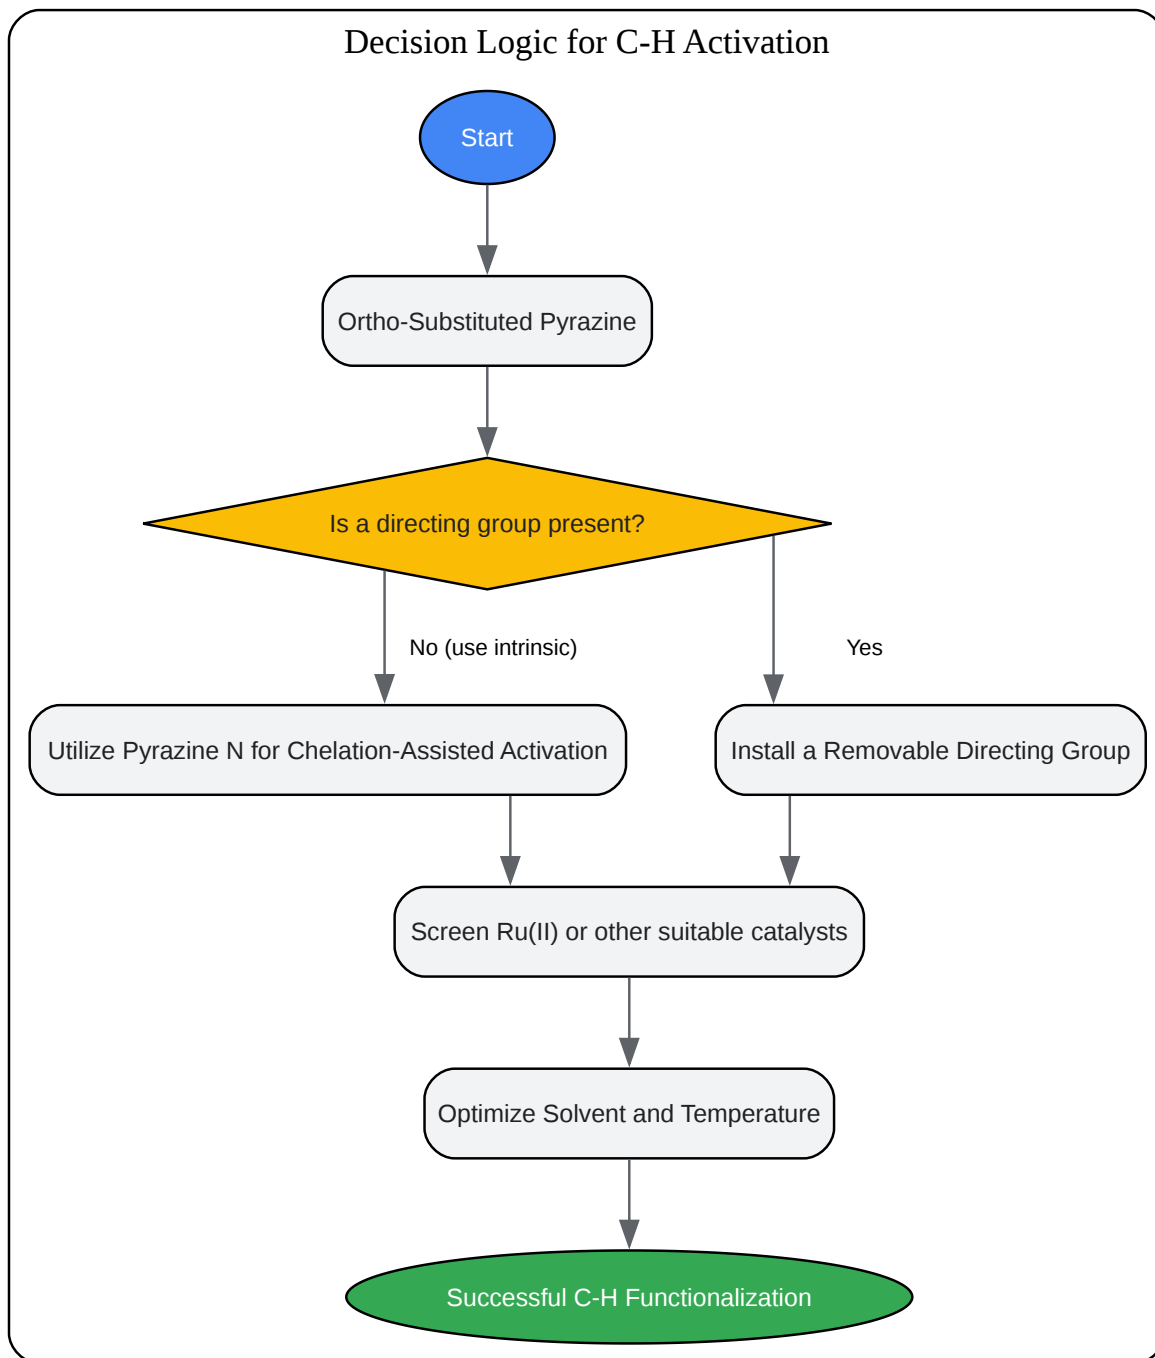 Decision Logic for C-H Activation
Start
Ortho-Substituted Pyrazine
Is a directing group present?
No (use intrinsic)
Yes
Utilize Pyrazine N for Chelation-Assisted Activation
Install a Removable Directing Group
Screen Ru(II) or other suitable catalysts
Optimize Solvent and Temperature
Successful C-H Functionalization